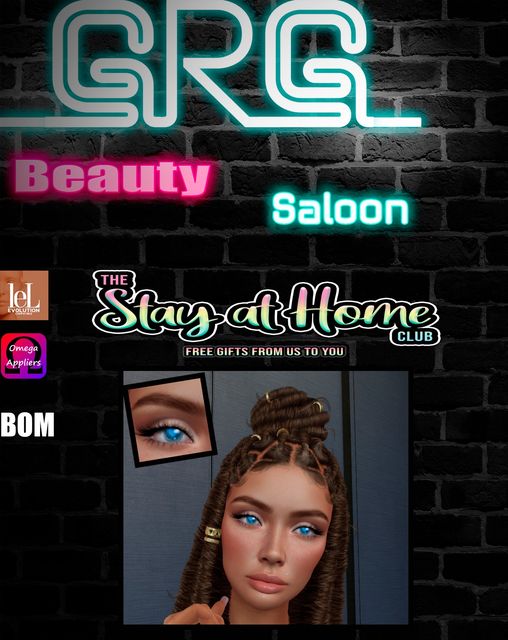 GRG
Beauty
Saloon
leL
EVOLUTION
THE
Stay at Home
CLUB
FREE GIFTS FROM US TO YOU
Omega
Appliers
BOM